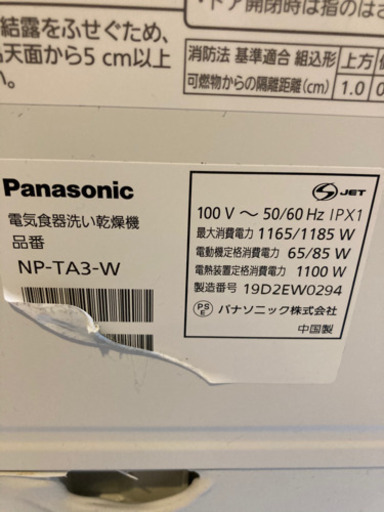 ・ドア開閉時は指のはさ
結露をふせぐため、
天面から5 cm以上
い。
消防法 基準適合 組込形 上方
可燃物からの隔離距離(cm) 1.0 0
Panasonic
JET
電気食器洗い乾燥機
品番
NP-TA3-W
100 V ～ 50/60 Hz IPX1
最大消費電力 1165/1185 W
電動機定格消費電力 65/85 W
電熱装置定格消費電力 1100 W
製造番号 19D2EW0294
PS E パナソニック株式会社
中国製